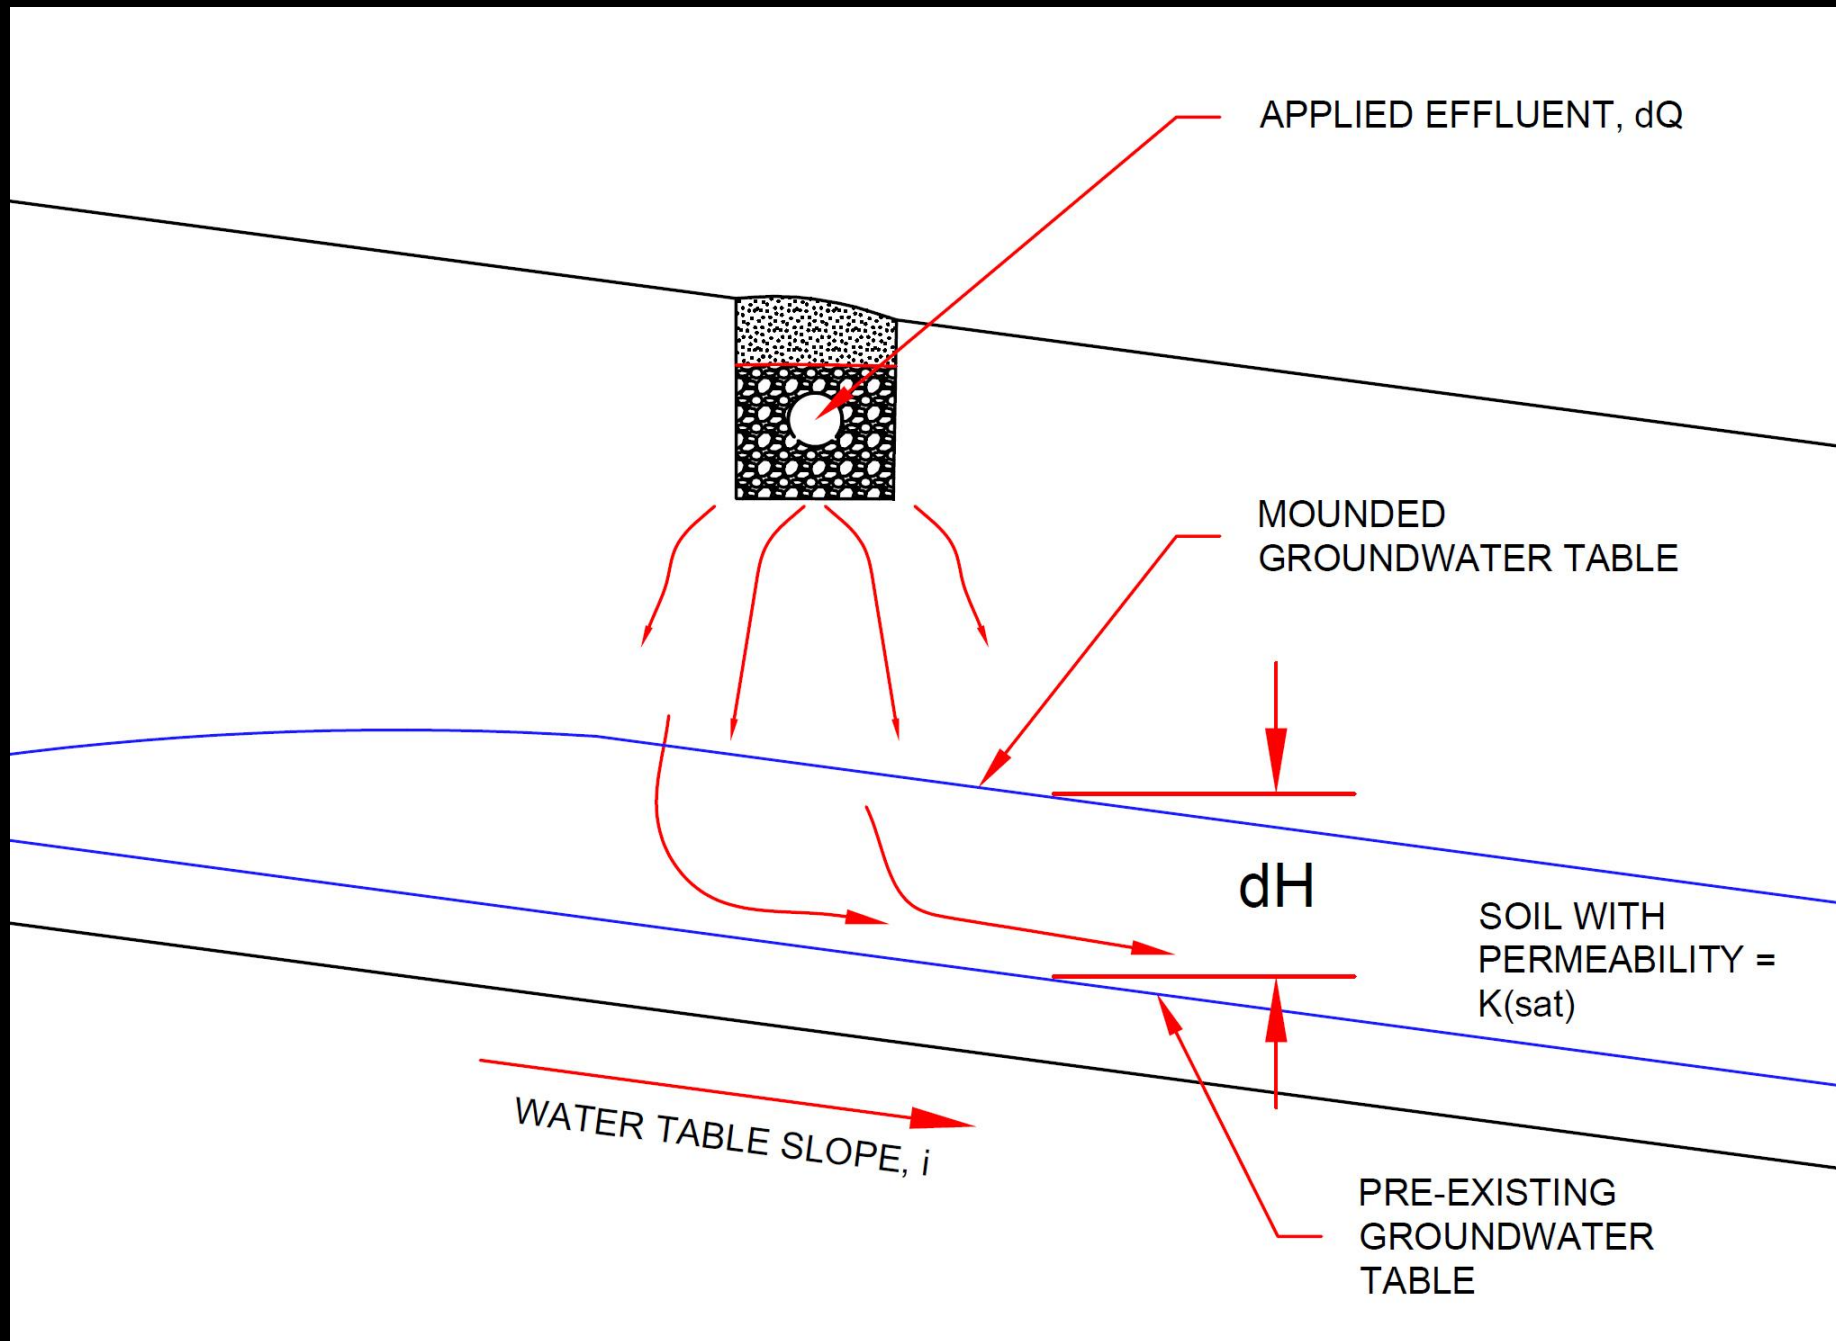 APPLIED EFFLUENT, dQ
MOUNDED
GROUNDWATER TABLE
dH
SOIL WITH
PERMEABILITY =
K(sat)
WATER TABLE SLOPE, i
PRE-EXISTING
GROUNDWATER
TABLE